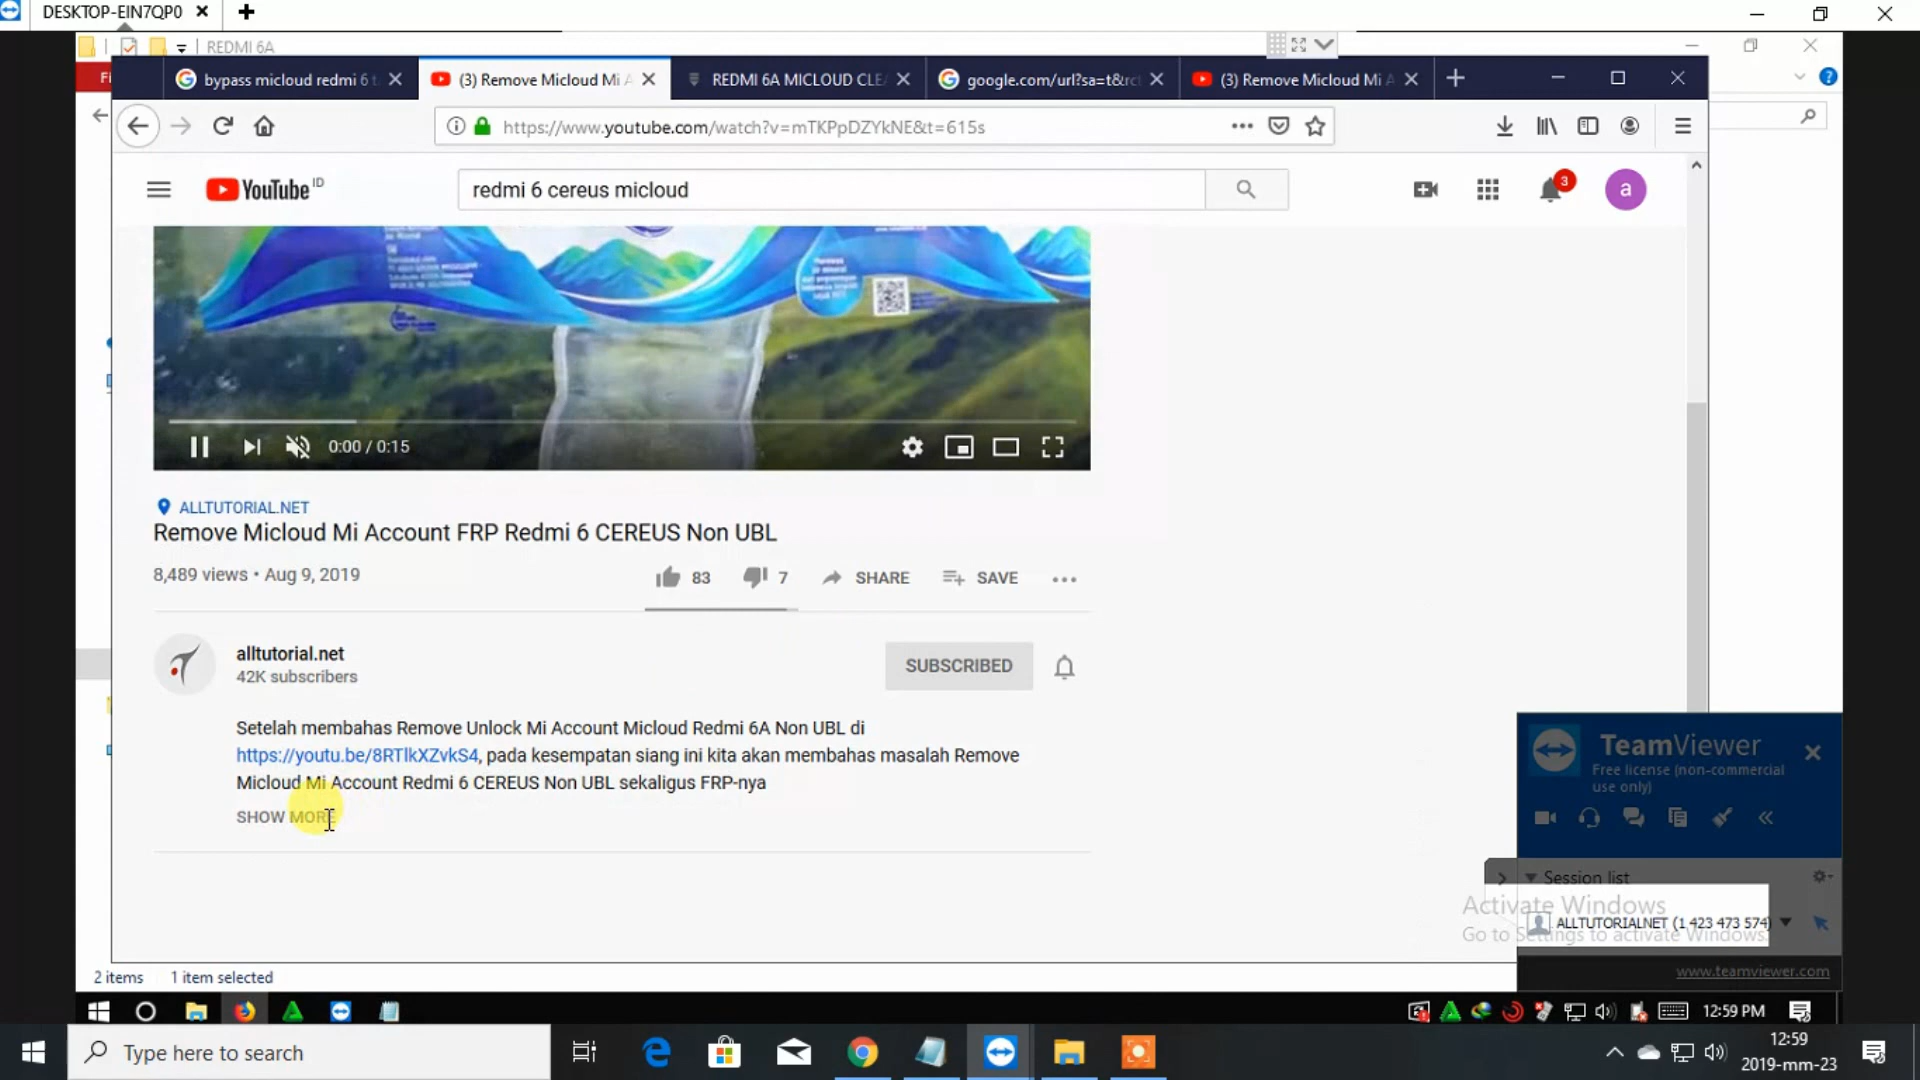 DESKTOP-EIN7QP0
REDMI 6A
bypass micloud redmi 6 t
(3) Remove Micloud Mi A
REDMI 6A MICLOUD CLEA
google.com/url?sa=t&rct
(3) Remove Micloud Mi A
https://www.youtube.com/watch?v=mTKPpDZYkNE&t=615s
YouTube ID
redmi 6 cereus micloud
3
a
0:00 / 0:15
ALLTUTORIAL.NET
Remove Micloud Mi Account FRP Redmi 6 CEREUS Non UBL
8,489 views • Aug 9, 2019
83
7
SHARE
SAVE
alltutorial.net
42K subscribers
SUBSCRIBED
Setelah membahas Remove Unlock Mi Account Micloud Redmi 6A Non UBL di
https://youtu.be/8RTlkXZvkS4, pada kesempatan siang ini kita akan membahas masalah Remove
Micloud Mi Account Redmi 6 CEREUS Non UBL sekaligus FRP-nya
SHOW MORE
TeamViewer
Free license (non-commercial
use only)
Session list
Activate Windows
Go to Settings to activate Windows.
ALLTUTORIALNET (1 423 473 574)
www.teamviewer.com
2 items
1 item selected
12:59 PM
Type here to search
12:59
2019-mm-23